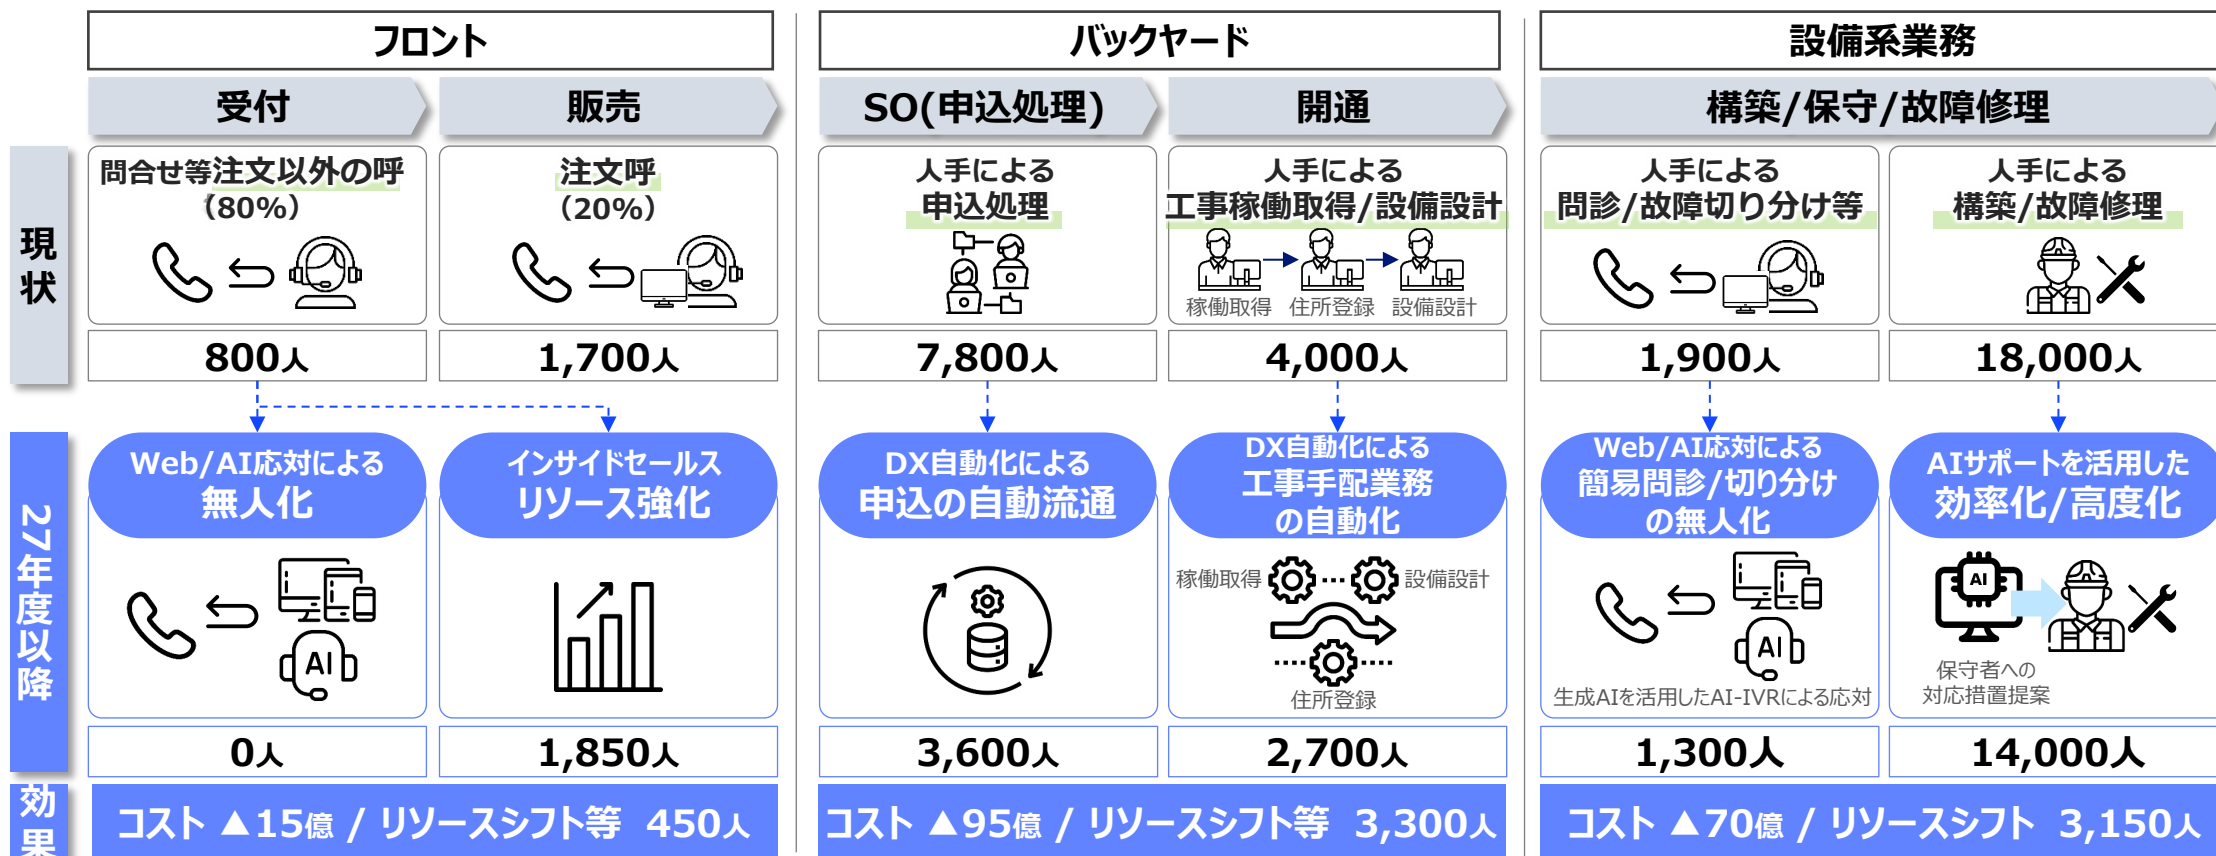 フロント
バックヤード
設備系業務
受付
販売
SO(申込処理)
開通
構築/保守/故障修理
現状
問合せ等注文以外の呼
（80%）
注文呼
（20%）
人手による
申込処理
人手による
工事稼働取得/設備設計
稼働取得
住所登録
設備設計
人手による
問診/故障切り分け等
人手による
構築/故障修理
800人
1,700人
7,800人
4,000人
1,900人
18,000人
27年度以降
Web/AI応対による
無人化
AI
インサイドセールス
リソース強化
DX自動化による
申込の自動流通
DX自動化による
工事手配業務
の自動化
稼働取得
設備設計
住所登録
Web/AI応対による
簡易問診/切り分け
の無人化
AI
生成AIを活用したAI-IVRによる応対
AIサポートを活用した
効率化/高度化
AI
保守者への
対応措置提案
0人
1,850人
3,600人
2,700人
1,300人
14,000人
効果
コスト ▲15億 / リソースシフト等 450人
コスト ▲95億 / リソースシフト等 3,300人
コスト ▲70億 / リソースシフト 3,150人